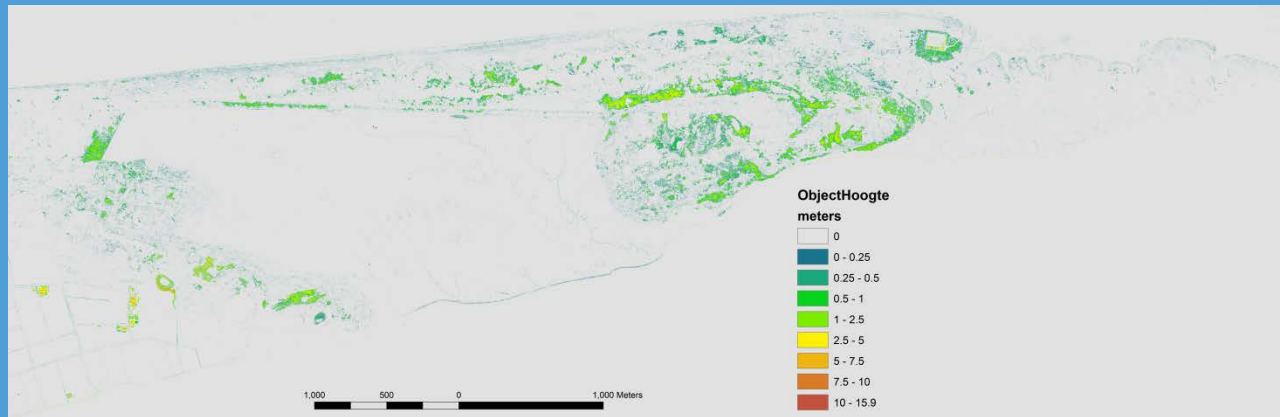 ObjectHoogte
meters
0
0 - 0.25
0.25 - 0.5
0.5 - 1
1 - 2.5
2.5 - 5
5 - 7.5
7.5 - 10
10 - 15.9
1,000 500 0 1,000 Meters